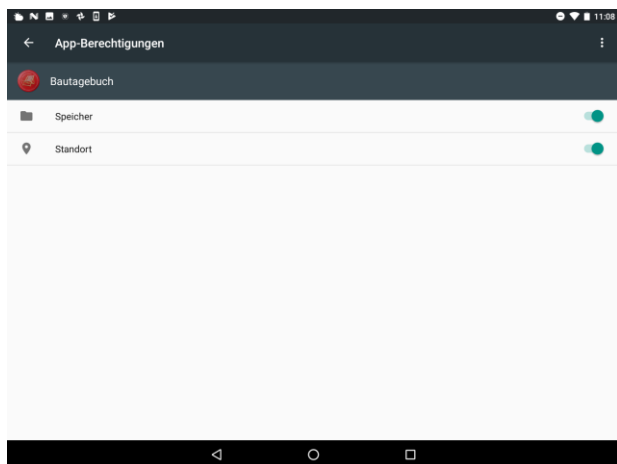 11:08
App-Berechtigungen
Bautagebuch
Speicher
Standort